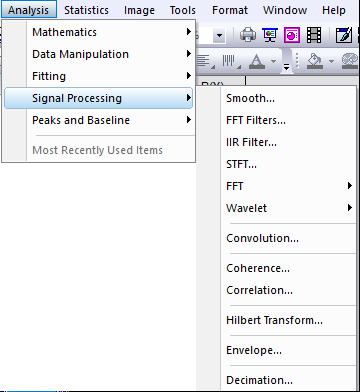 Analysis Statistics Image Tools Format Window Help
Mathematics
Data Manipulation
Fitting
Signal Processing
Peaks and Baseline
Most Recently Used Items
%
A
Smooth...
FFT Filters...
IIR Filter...
STFT...
FFT
Wavelet
Convolution...
Coherence...
Correlation...
Hilbert Transform...
Envelope...
Decimation...